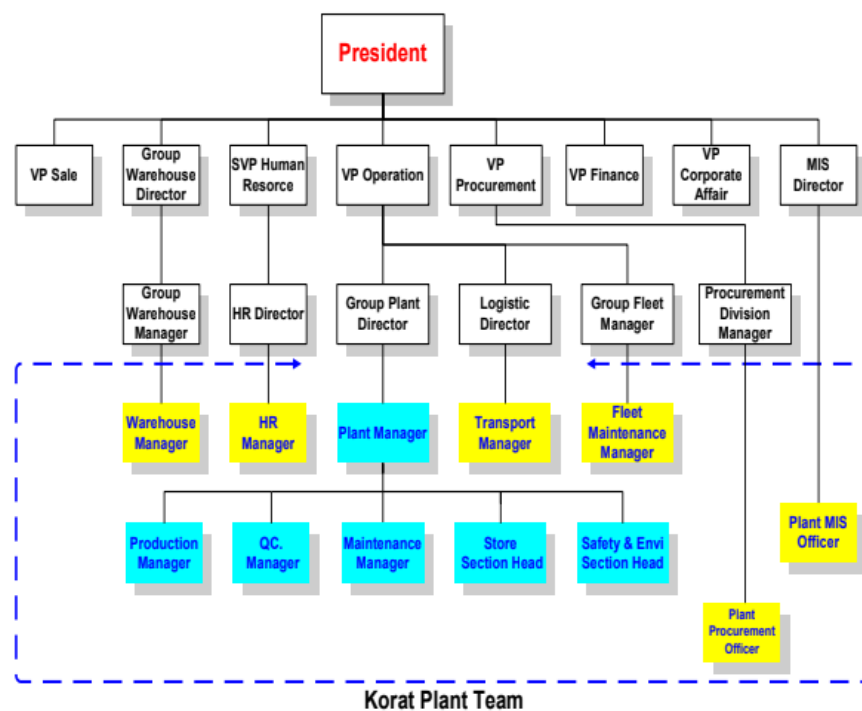 President
VP Sale
Group
Warehouse
Director
SVP Human
Resorce
VP Operation
VP
Procurement
VP Finance
VP
Corporate
Affair
MIS
Director
Group
Warehouse
Manager
HR Director
Group Plant
Director
Logistic
Director
Group Fleet
Manager
Procurement
Division
Manager
Warehouse
Manager
HR
Manager
Plant Manager
Transport
Manager
Fleet
Maintenance
Manager
Production
Manager
QC.
Manager
Maintenance
Manager
Store
Section Head
Safety & Envi
Section Head
Plant MIS
Officer
Plant
Procurement
Officer
Korat Plant Team